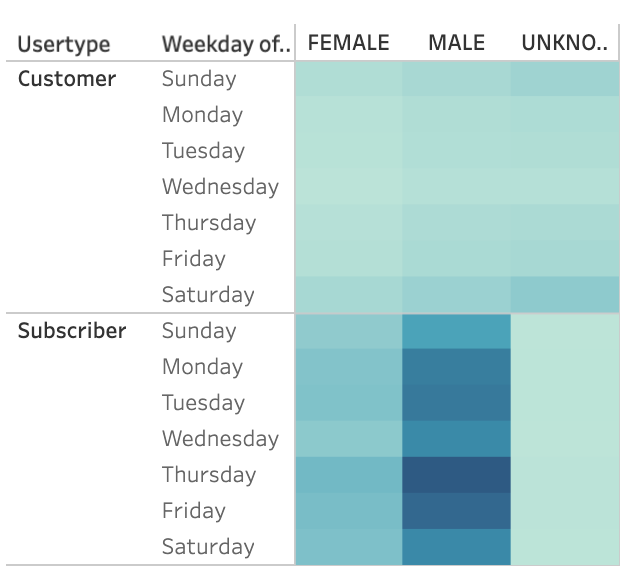 Usertype Weekday of.. FEMALE MALE UNKNO..
Customer Sunday
Monday
Tuesday
Wednesday
Thursday
Friday
Saturday
Subscriber Sunday
Monday
Tuesday
Wednesday
Thursday
Friday
Saturday